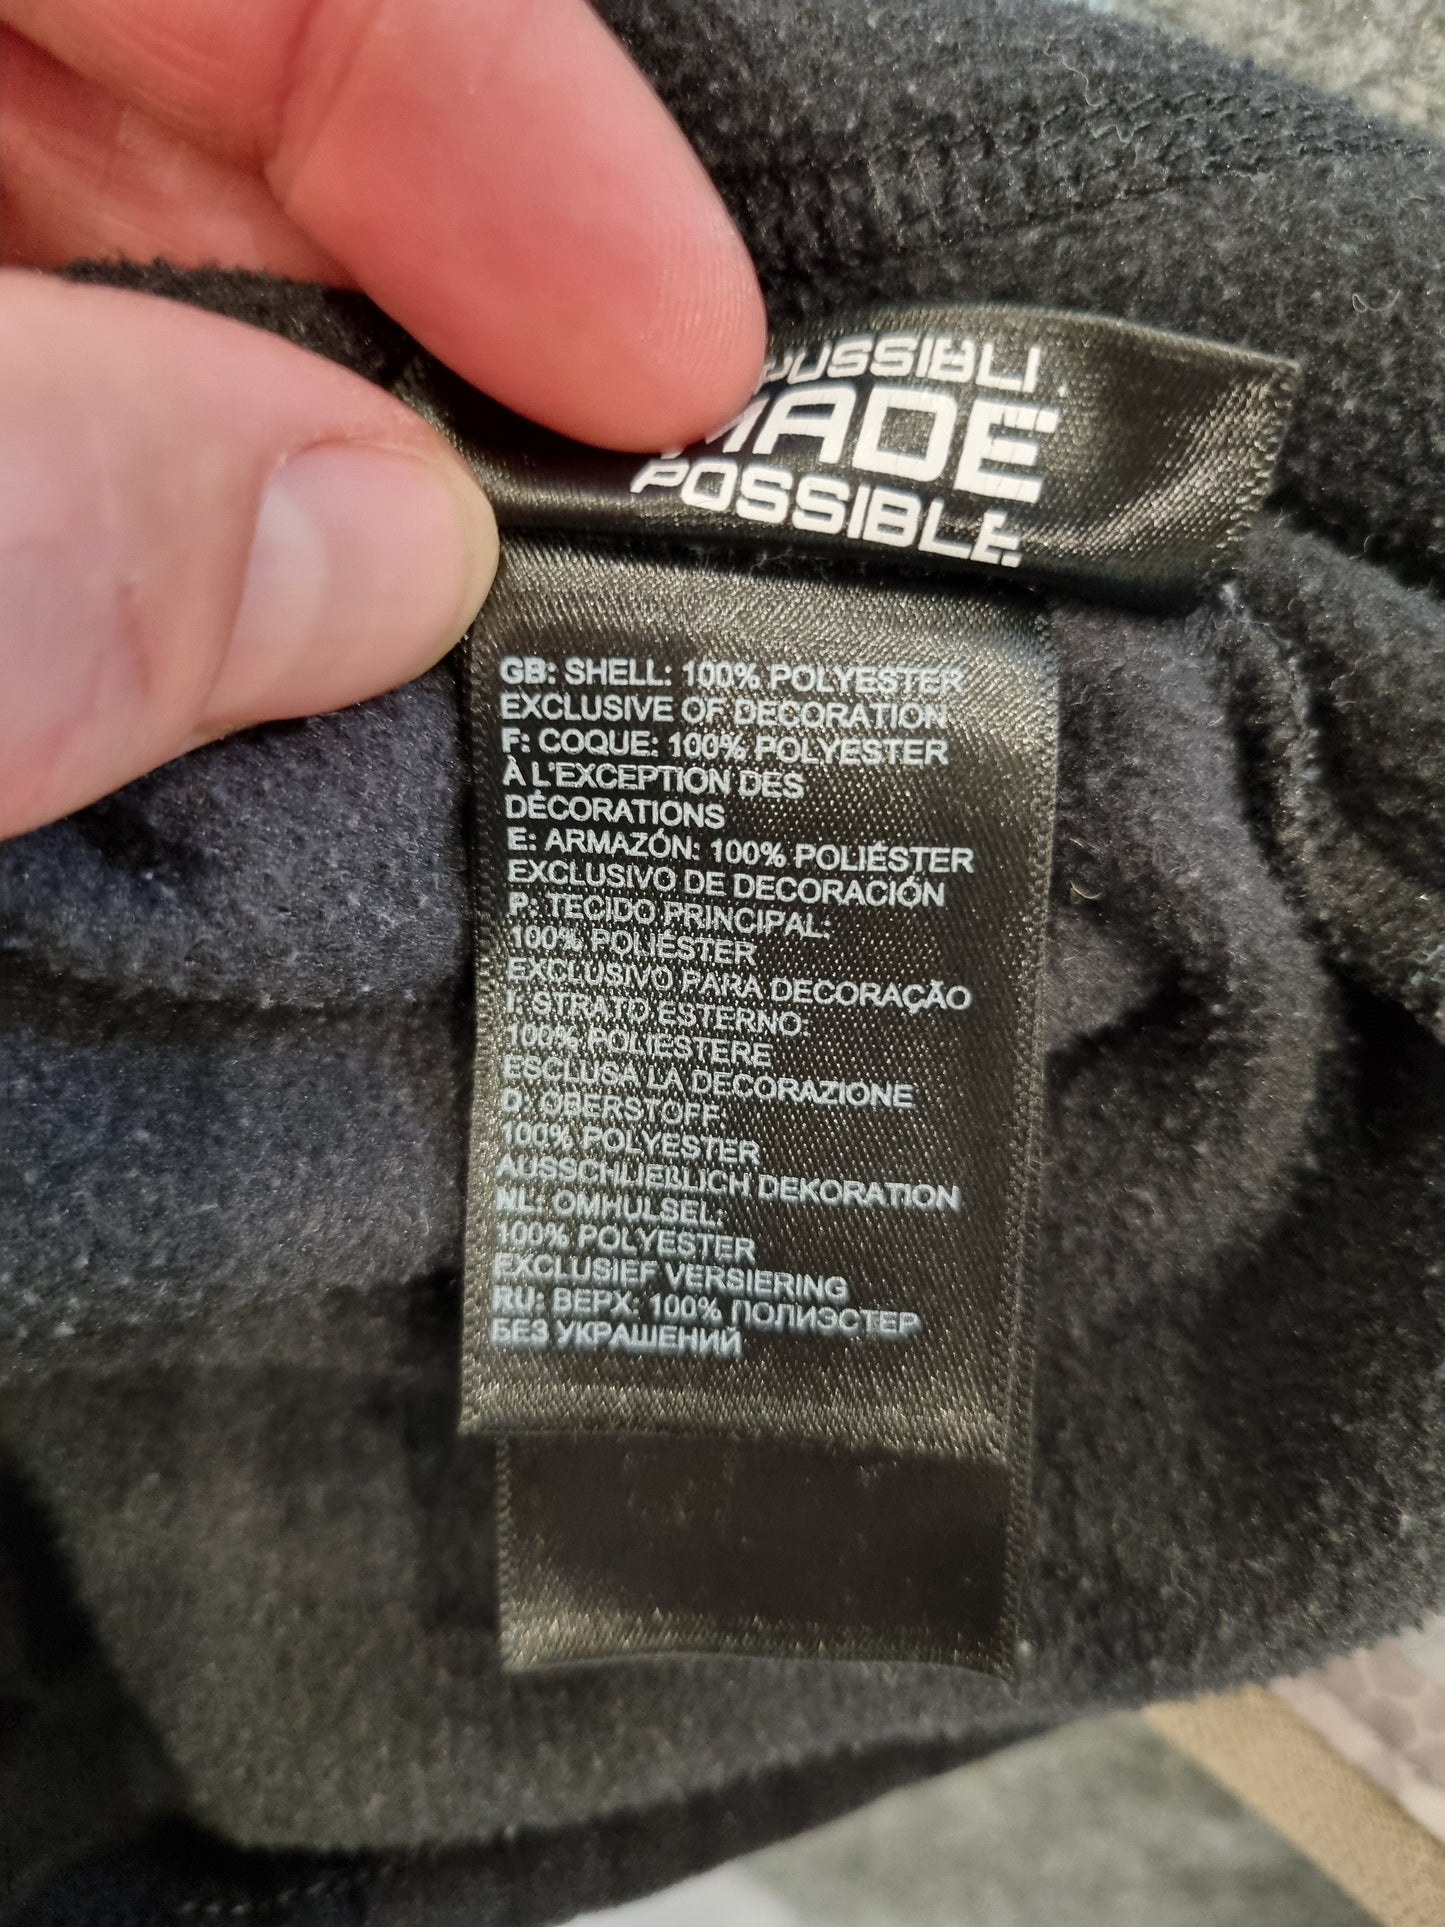 POSSIBLI
MADE
POSSIBLE
GB: SHELL: 100% POLYESTER
EXCLUSIVE OF DECORATION
F: COQUE: 100% POLYESTER
À L'EXCEPTION DES
DÉCORATIONS
E: ARMAZÓN: 100% POLIÉSTER
EXCLUSIVO DE DECORACIÓN
P: TECIDO PRINCIPAL:
100% POLIÉSTER
EXCLUSIVO PARA DECORAÇÃO
I: STRATO ESTERNO:
100% POLIESTERE
ESCLUSA LA DECORAZIONE
D: OBERSTOFF:
100% POLYESTER
AUSSCHLIEßLICH DEKORATION
NL: OMHULSEL:
100% POLYESTER
EXCLUSIEF VERSIERING
RU: ВЕРХ: 100% ПОЛИЭСТЕР
БЕЗ УКРАШЕНИЙ